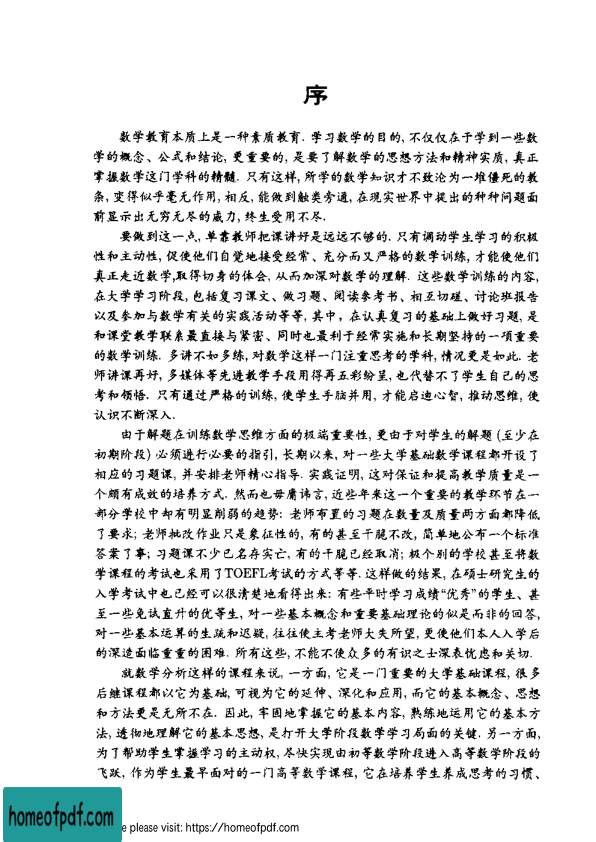 序
数学教育本质上是一种素质教育. 学习数学的目的, 不仅仅在于学到一些数
学的概念、公式和结论, 更重要的, 是要了解数学的思想方法和精神实质, 真正
掌握数学这门学科的精髓. 只有这样, 所学的数学知识才不致沦为一堆僵死的教
条, 变得似乎毫无作用, 相反, 能做到触类旁通, 在现实世界中提出的种种问题面
前显示出无穷无尽的威力, 终生受用不尽.
要做到这一点, 单靠教师把课讲好是远远不够的. 只有调动学生学习的积极
性和主动性, 促使他们自觉地接受经常、充分而又严格的数学训练, 才能使他们
真正走近数学,取得切身的体会, 从而加深对数学的理解. 这些数学训练的内容,
在大学学习阶段, 包括复习课文、做习题、阅读参考书、相互切磋、讨论班报告
以及参加与数学有关的实践活动等等, 其中, 在认真复习的基础上做好习题, 是
和课堂教学联系最直接与紧密、同时也最利于经常实施和长期坚持的一项重要
的数学训练. 多讲不如多练, 对数学这样一门注重思考的学科, 情况更是如此. 老
师讲课再好, 多媒体等先进教学手段用得再五彩纷呈, 也代替不了学生自己的思
考和领悟. 只有通过严格的训练, 使学生手脑并用, 才能启迪心智, 推动思维, 使
认识不断深入.
由于解题在训练数学思维方面的极端重要性, 更由于对学生的解题 (至少在
初期阶段) 必须进行必要的指引, 长期以来, 对一些大学基础数学课程都开设了
相应的习题课, 并安排老师精心指导. 实践证明, 这对保证和提高教学质量是一
个颇有成效的培养方式. 然而也毋庸讳言, 近些年来这一个重要的教学环节在一
部分学校中却有明显削弱的趋势: 老师布置的习题在数量及质量两方面都降低
了要求; 老师批改作业只是象征性的, 有的甚至干脆不改, 简单地公布一个标准
答案了事; 习题课不少已名存实亡, 有的干脆已经取消; 极个别的学校甚至将数
学课程的考试也采用了TOEFL考试的方式等等. 这样做的结果, 在硕士研究生的
入学考试中也已经可以很清楚地看得出来: 有些平时学习成绩“优秀”的学生、甚
至一些免试直升的优等生, 对一些基本概念和重要基础理论的似是而非的回答,
对一些基本运算的生疏和迟疑, 往往使主考老师大失所望, 更使他们本人入学后
的深造面临重重的困难. 所有这些, 不能不使众多的有识之士深表忧虑和关切.
就数学分析这样的课程来说, 一方面, 它是一门重要的大学基础课程, 很多
后继课程都以它为基础, 可视为它的延伸、深化和应用, 而它的基本概念、思想
和方法更是无所不在. 因此, 牢固地掌握它的基本内容, 熟练地运用它的基本方
法, 透彻地理解它的基本思想, 是打开大学阶段数学学习局面的关键. 另一方面,
为了帮助学生掌握学习的主动权, 尽快实现由初等数学阶段进入高等数学阶段的
飞跃, 作为学生最早面对的一门高等数学课程, 它在培养学生养成思考的习惯、
homeofpdf.com
e please visit: https://homeofpdf.com